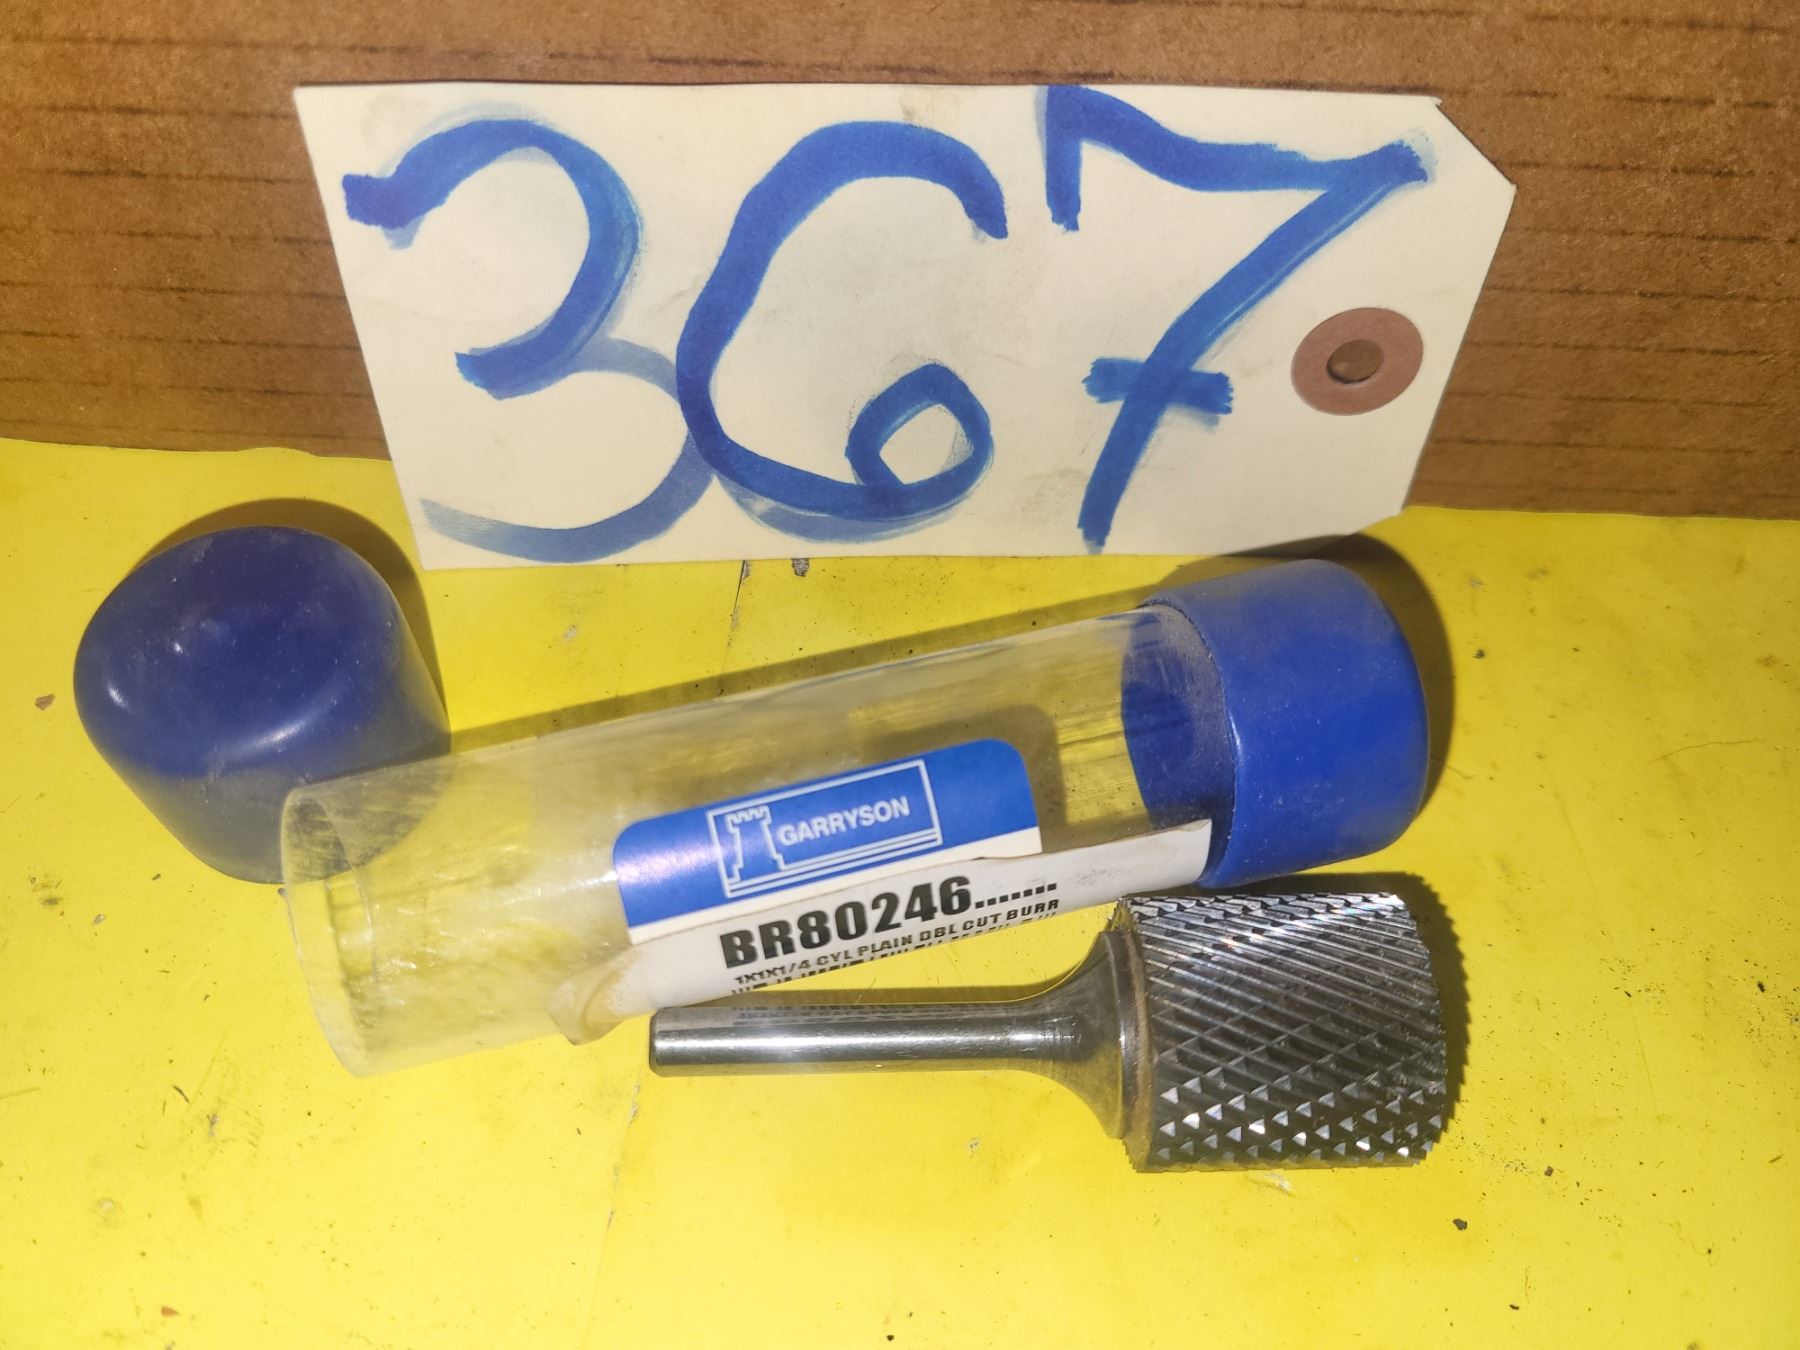 367
GARRYSON
BR80246.......
1X1X1/4 CYL PLAIN DBL CUT BURR